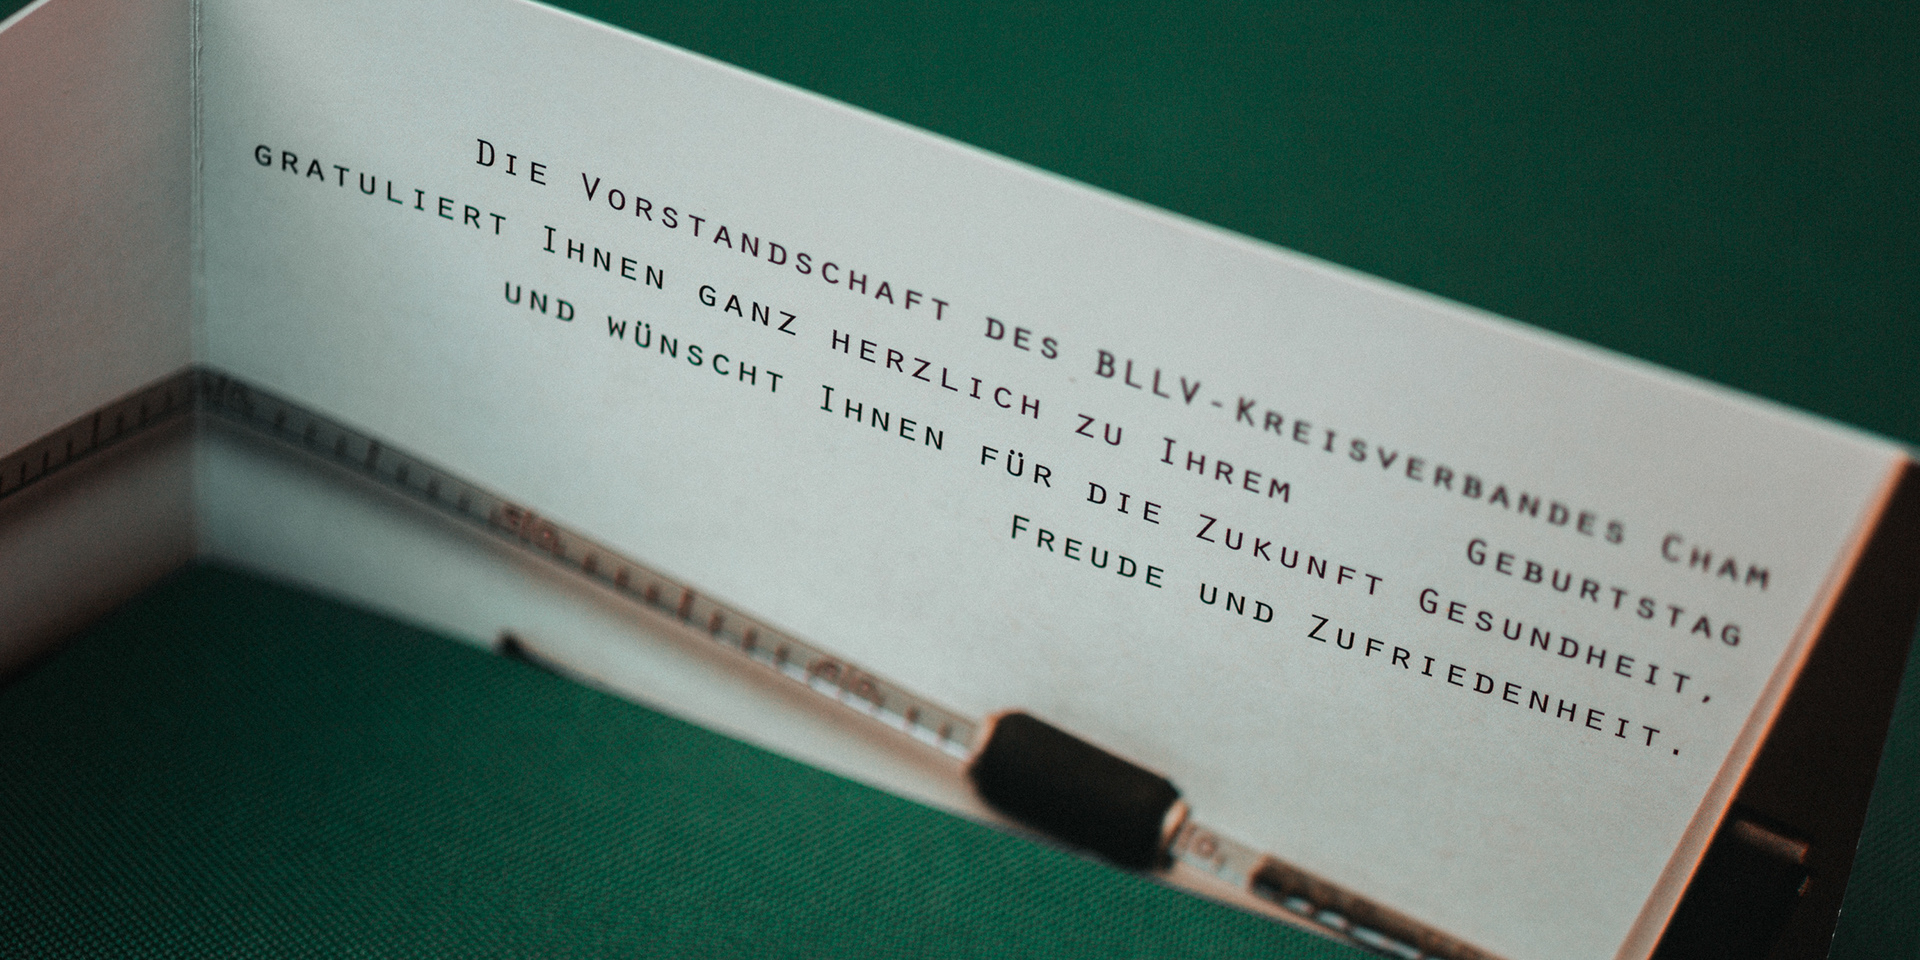 Die Vorstandschaft des BLLV-Kreisverbandes Cham
gratuliert Ihnen ganz herzlich zu Ihrem Geburtstag
und wünscht Ihnen für die Zukunft Gesundheit,
Freude und Zufriedenheit.